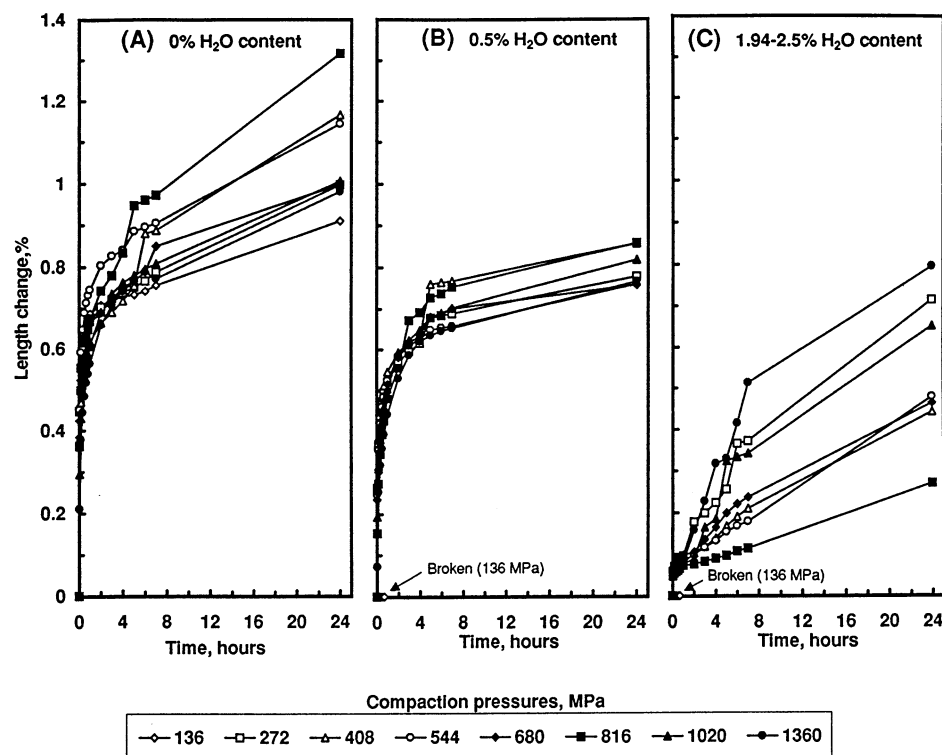 (A) 0% H₂O content
(B) 0.5% H₂O content
(C) 1.94-2.5% H₂O content
Length change,%
1.4
1.2
1
0.8
0.6
0.4
0.2
0
Broken (136 MPa)
Broken (136 MPa)
0 4 8 12 16 20 24
0 4 8 12 16 20 24
0 4 8 12 16 20 24
Time, hours
Time, hours
Time, hours
Compaction pressures, MPa
136 272 408 544 680 816 1020 1360